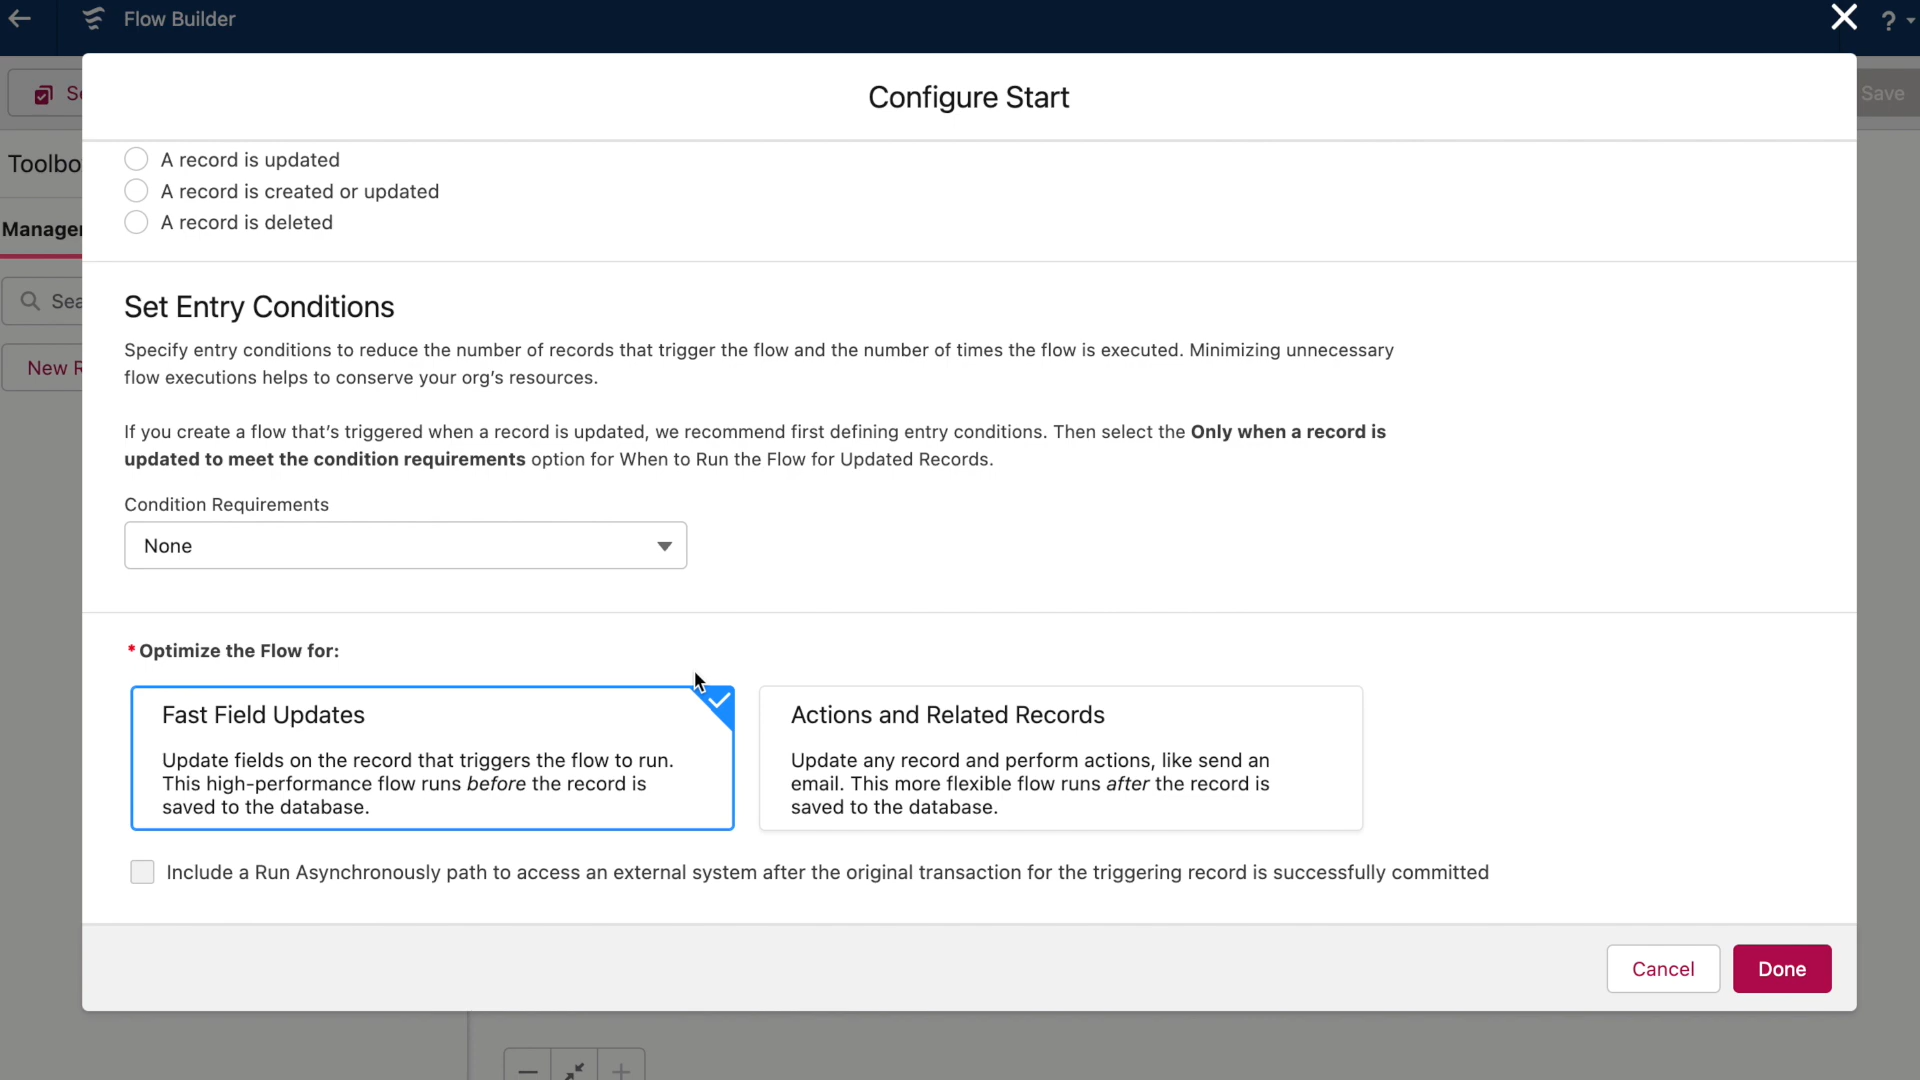 Flow Builder
?
Save
Configure Start
Toolbo
A record is updated
A record is created or updated
A record is deleted
Manager
Set Entry Conditions
Specify entry conditions to reduce the number of records that trigger the flow and the number of times the flow is executed. Minimizing unnecessary
flow executions helps to conserve your org's resources.
Sea
New R
If you create a flow that's triggered when a record is updated, we recommend first defining entry conditions. Then select the Only when a record is
updated to meet the condition requirements option for When to Run the Flow for Updated Records.
Condition Requirements
None
* Optimize the Flow for:
Fast Field Updates
Update fields on the record that triggers the flow to run.
This high-performance flow runs before the record is
saved to the database.
Actions and Related Records
Update any record and perform actions, like send an
email. This more flexible flow runs after the record is
saved to the database.
Include a Run Asynchronously path to access an external system after the original transaction for the triggering record is successfully committed
Cancel
Done